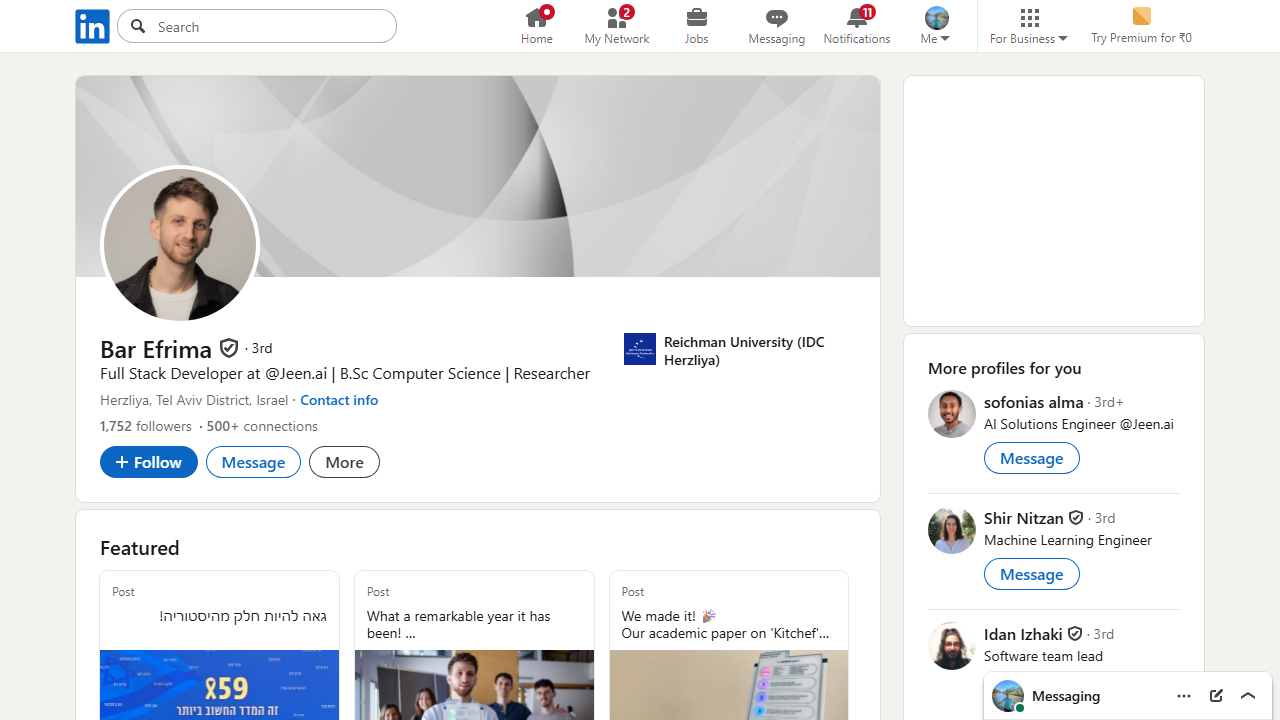 in
Search
Home
2
My Network
Jobs
Messaging
11
Notifications
Me
For Business
Try Premium for ₹0
Bar Efrima · 3rd
Full Stack Developer at @Jeen.ai | B.Sc Computer Science | Researcher
Herzliya, Tel Aviv District, Israel · Contact info
1,752 followers · 500+ connections
Follow
Message
More
Reichman University (IDC
Herzliya)
Featured
Post
גאה להיות חלק מהיסטוריה!
59
זה המדד החשוב ביותר
Post
What a remarkable year it has
been! ...
Post
We made it! 🎉
Our academic paper on 'Kitchef'...
More profiles for you
sofonias alma · 3rd+
AI Solutions Engineer @Jeen.ai
Message
Shir Nitzan · 3rd
Machine Learning Engineer
Message
Idan Izhaki · 3rd
Software team lead
Messaging